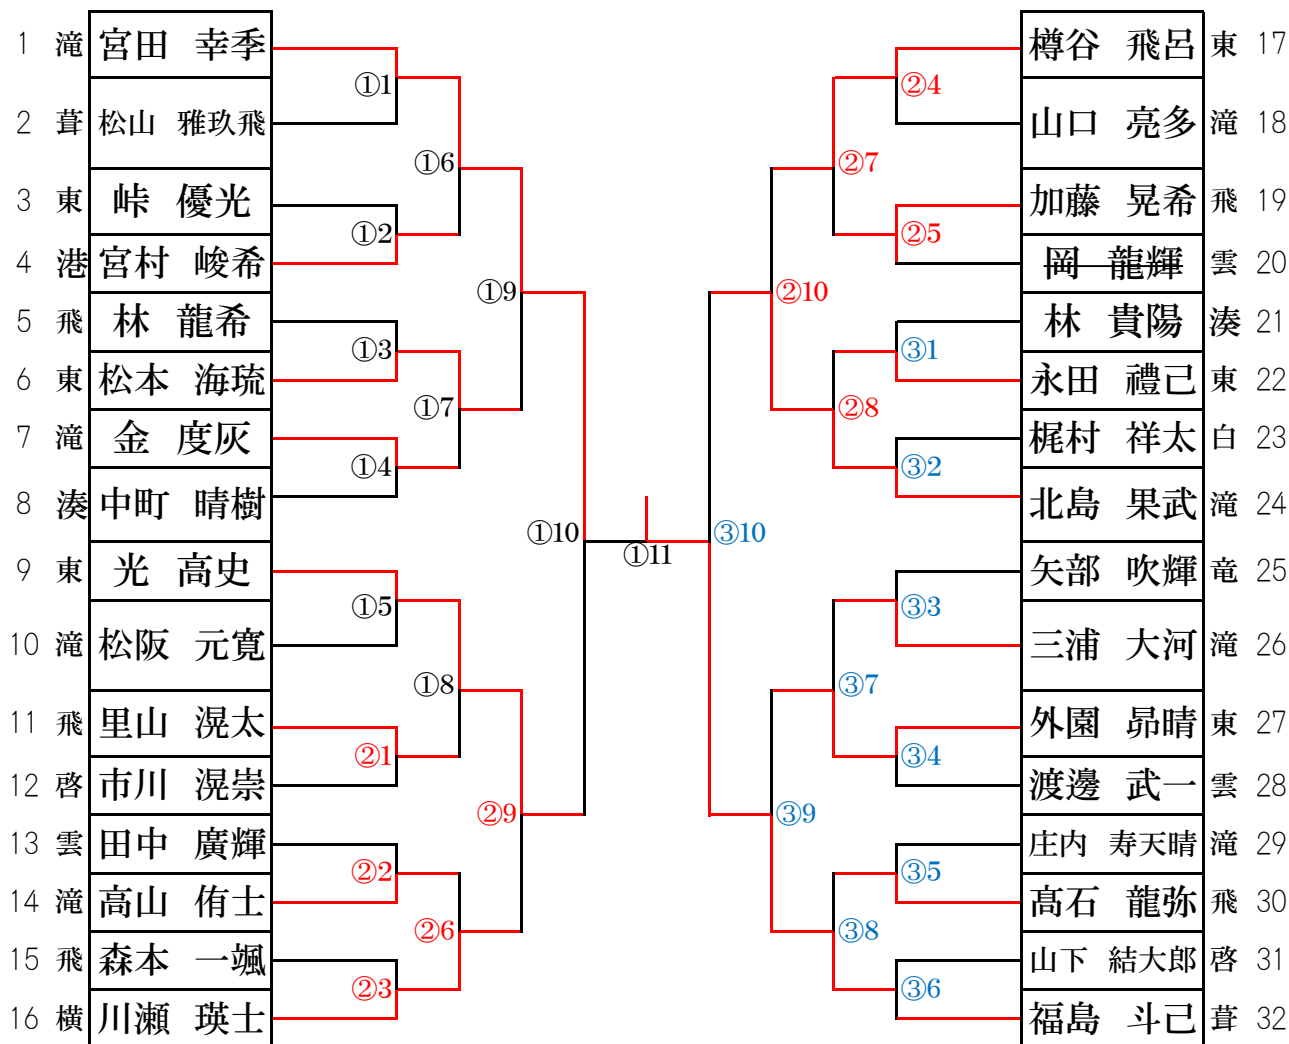 1 滝 宮田 幸季
2 葺 松山 雅玖飛
3 東 峠 優光
4 港 宮村 峻希
5 飛 林 龍希
6 東 松本 海琉
7 滝 金 度灰
8 湊 中町 晴樹
9 東 光 高史
10 滝 松阪 元寛
11 飛 里山 滉太
12 啓 市川 滉崇
13 雲 田中 廣輝
14 滝 高山 侑士
15 飛 森本 一颯
16 横 川瀬 瑛士
①1
①2
①3
①4
①5
②1
②2
②3
①6
①7
①8
②6
①9
②9
①10
①11
③10
②10
③9
②7
②8
③7
③8
②4
②5
③1
③2
③3
③4
③5
③6
樽谷 飛呂 東 17
山口 亮多 滝 18
加藤 晃希 飛 19
岡 龍輝 雲 20
林 貴陽 湊 21
永田 禮己 東 22
梶村 祥太 白 23
北島 果武 滝 24
矢部 吹輝 竜 25
三浦 大河 滝 26
外園 昴晴 東 27
渡邊 武一 雲 28
庄内 寿天晴 滝 29
髙石 龍弥 飛 30
山下 結大郎 啓 31
福島 斗己 葺 32